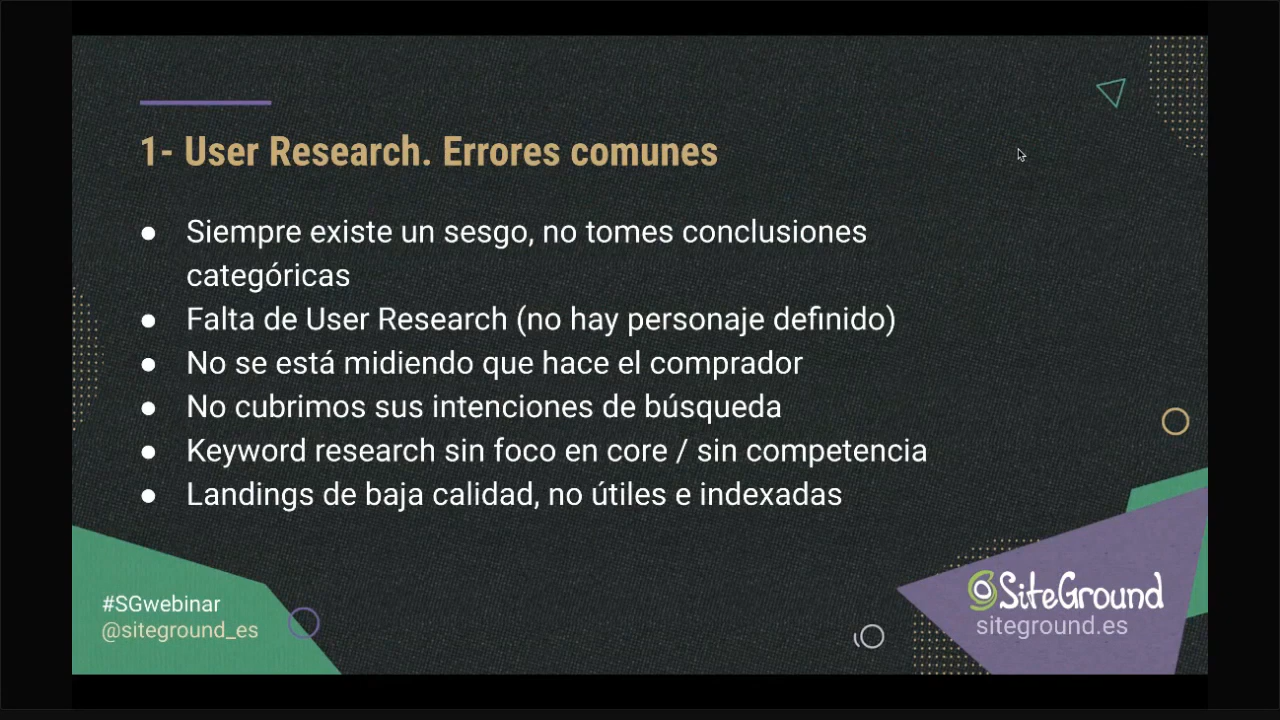 1- User Research. Errores comunes
● Siempre existe un sesgo, no tomes conclusiones
categóricas
● Falta de User Research (no hay personaje definido)
● No se está midiendo que hace el comprador
● No cubrimos sus intenciones de búsqueda
● Keyword research sin foco en core / sin competencia
● Landings de baja calidad, no útiles e indexadas
#SGwebinar
@siteground_es
SiteGround
siteground.es